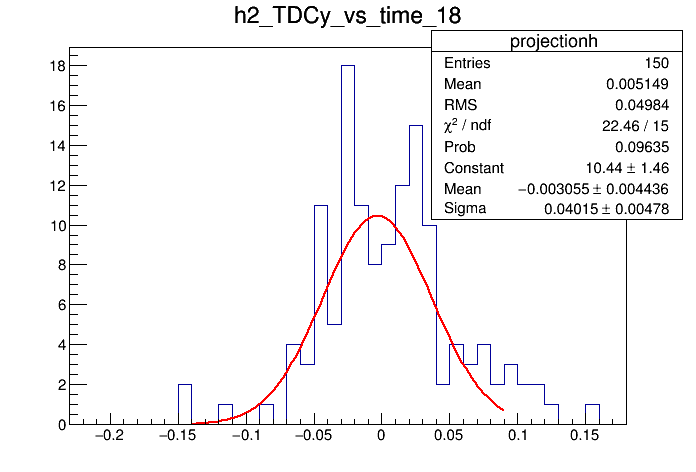 h2_TDCy_vs_time_18
projectionh
Entries 150
Mean 0.005149
RMS 0.04984
χ² / ndf 22.46 / 15
Prob 0.09635
Constant 10.44 ± 1.46
Mean −0.003055 ± 0.004436
Sigma 0.04015 ± 0.00478
18
16
14
12
10
8
6
4
2
0
−0.2 −0.15 −0.1 −0.05 0 0.05 0.1 0.15